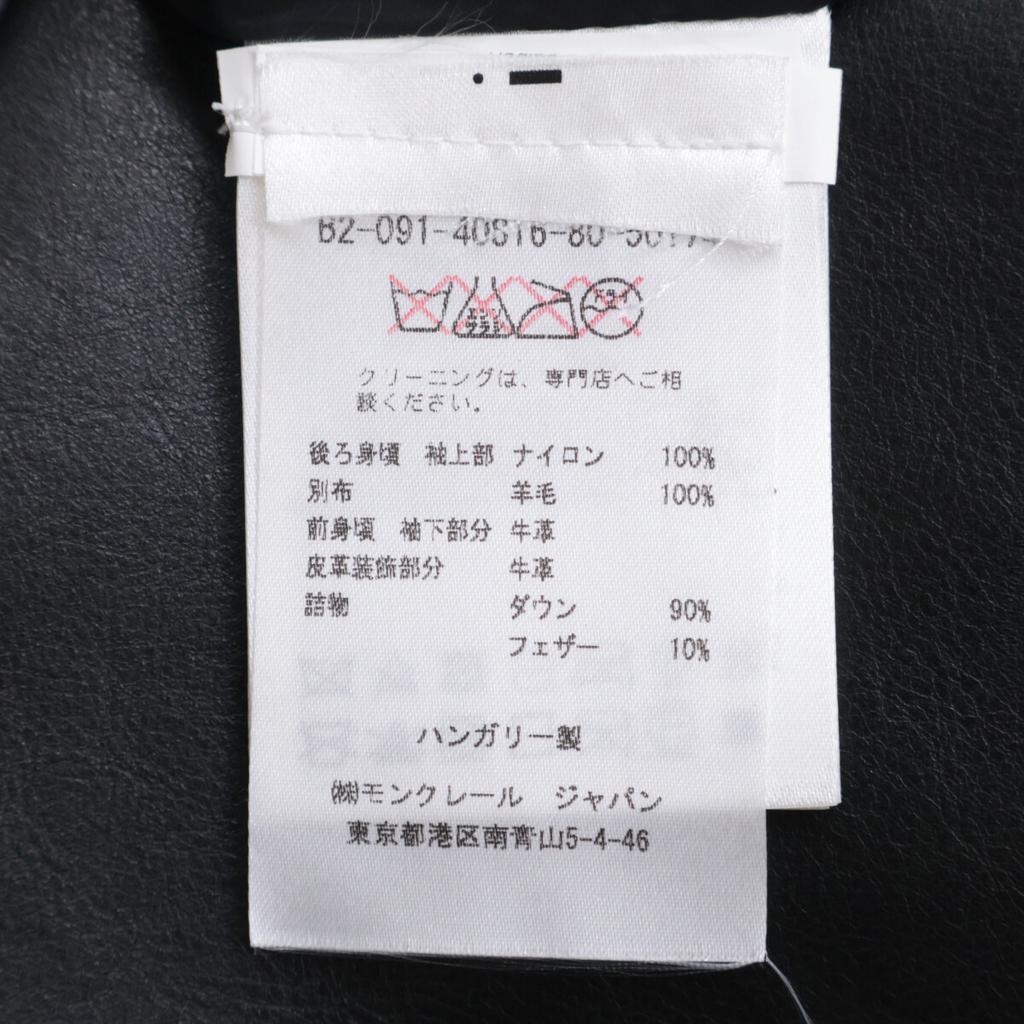 B2-091-40816-80
クリーニングは、専門店へご相
談ください。
後ろ身頃 袖上部 ナイロン 100%
別布 羊毛 100%
前身頃 袖下部分 牛革
皮革装飾部分 牛革
詰物 ダウン 90%
フェザー 10%
ハンガリー製
㈱モンクレール ジャパン
東京都港区南青山5-4-46